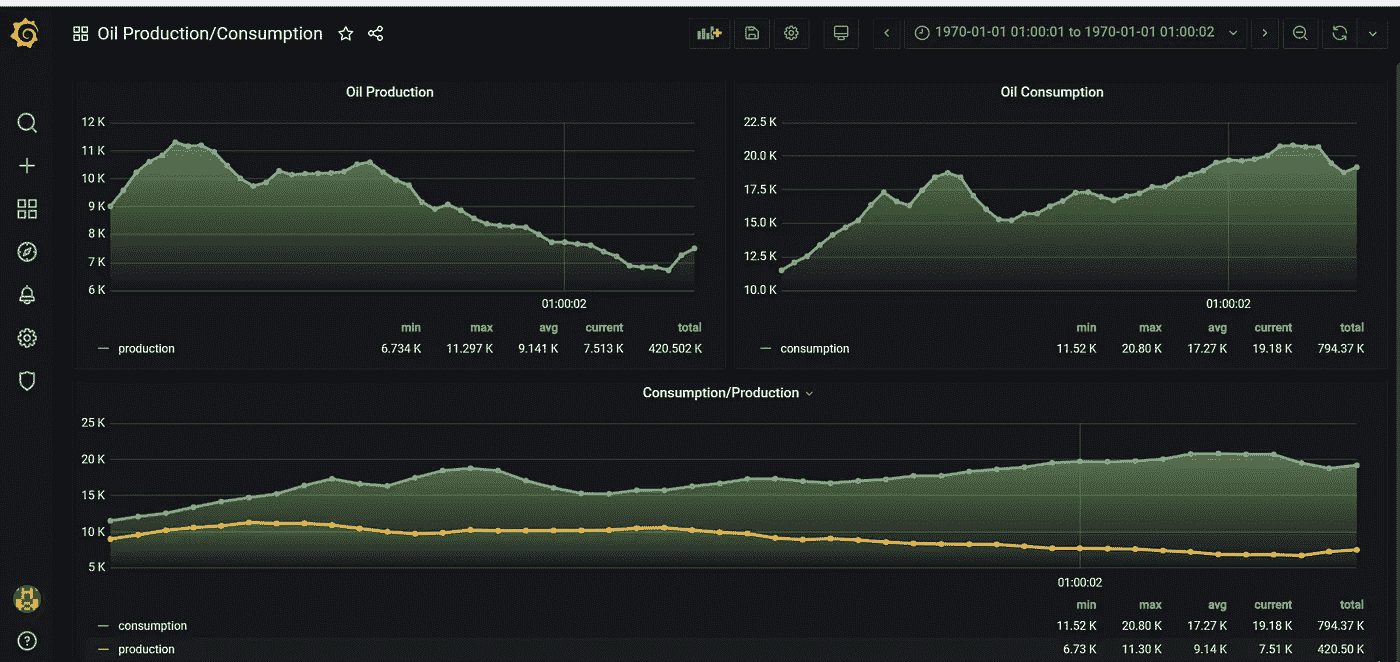 Oil Production/Consumption
1970-01-01 01:00:01 to 1970-01-01 01:00:02
Oil Production
12 K
11 K
10 K
9 K
8 K
7 K
6 K
01:00:02
min max avg current total
production 6.734 K 11.297 K 9.141 K 7.513 K 420.502 K
Oil Consumption
22.5 K
20.0 K
17.5 K
15.0 K
12.5 K
10.0 K
01:00:02
min max avg current total
consumption 11.52 K 20.80 K 17.27 K 19.18 K 794.37 K
Consumption/Production
25 K
20 K
15 K
10 K
5 K
01:00:02
min max avg current total
consumption 11.52 K 20.80 K 17.27 K 19.18 K 794.37 K
production 6.73 K 11.30 K 9.14 K 7.51 K 420.50 K